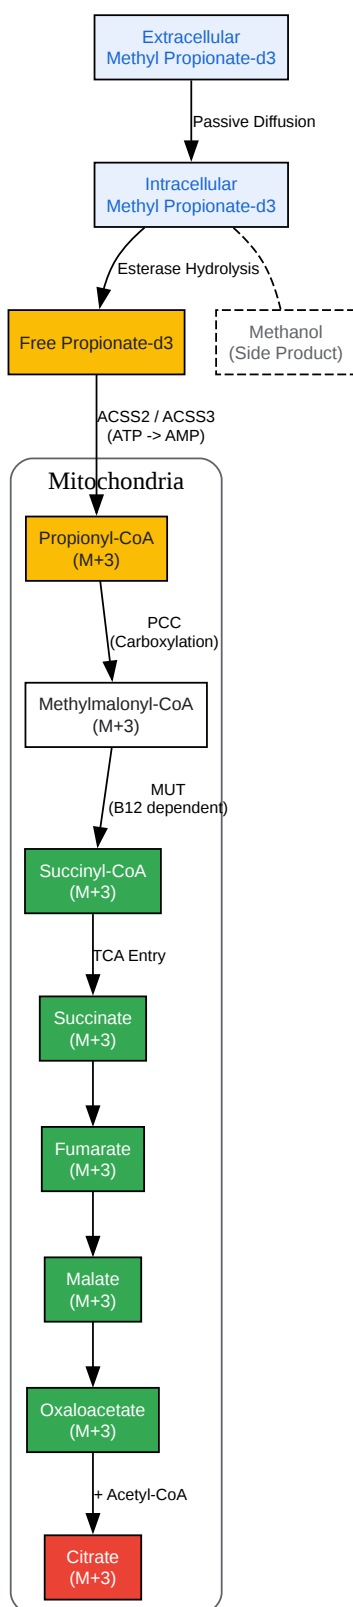 Extracellular
Methyl Propionate-d3
Passive Diffusion
Intracellular
Methyl Propionate-d3
Esterase Hydrolysis
Free Propionate-d3
Methanol
(Side Product)
ACSS2 / ACSS3
(ATP -> AMP)
Mitochondria
Propionyl-CoA
(M+3)
PCC
(Carboxylation)
Methylmalonyl-CoA
(M+3)
MUT
(B12 dependent)
Succinyl-CoA
(M+3)
TCA Entry
Succinate
(M+3)
Fumarate
(M+3)
Malate
(M+3)
Oxaloacetate
(M+3)
+ Acetyl-CoA
Citrate
(M+3)